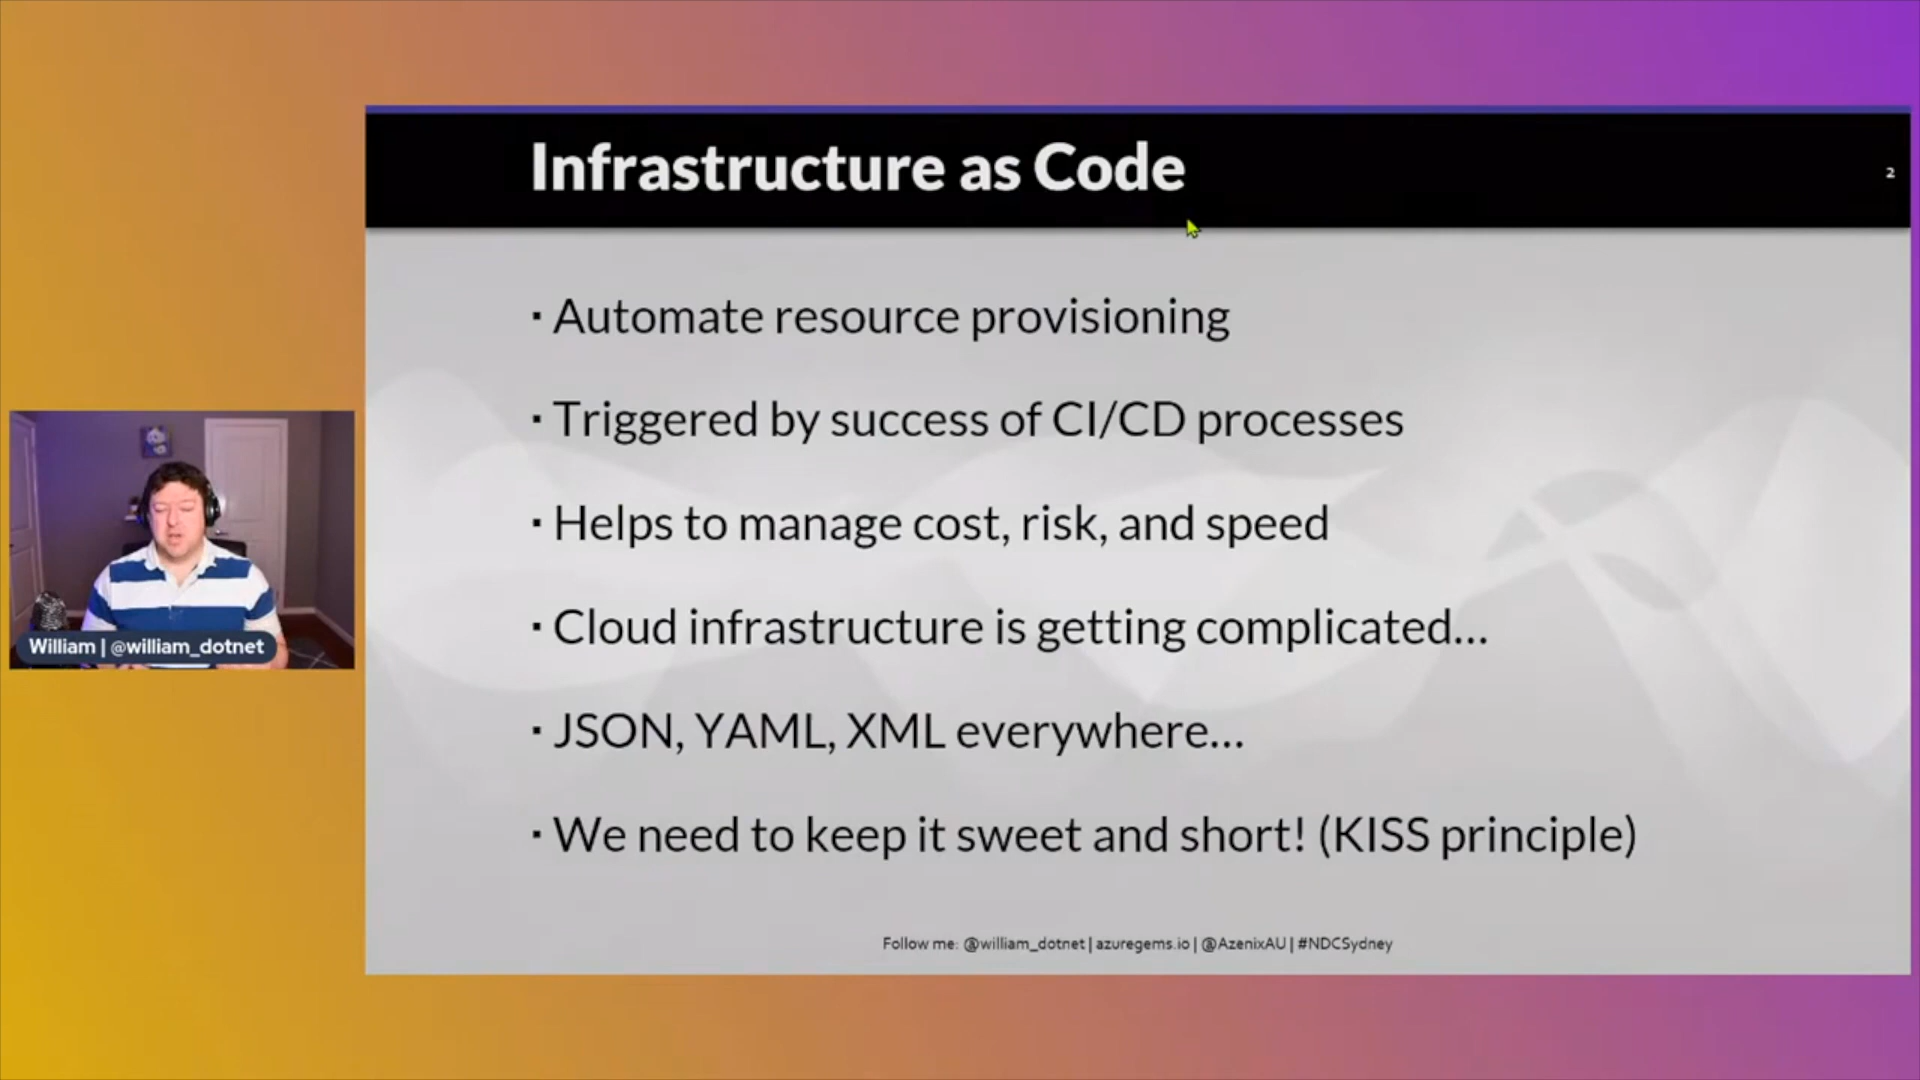 Infrastructure as Code
2
▪ Automate resource provisioning
▪ Triggered by success of CI/CD processes
▪ Helps to manage cost, risk, and speed
▪ Cloud infrastructure is getting complicated...
▪ JSON, YAML, XML everywhere...
▪ We need to keep it sweet and short! (KISS principle)
Follow me: @william_dotnet | azuregems.io | @AzenixAU | #NDCSydney
William | @william_dotnet